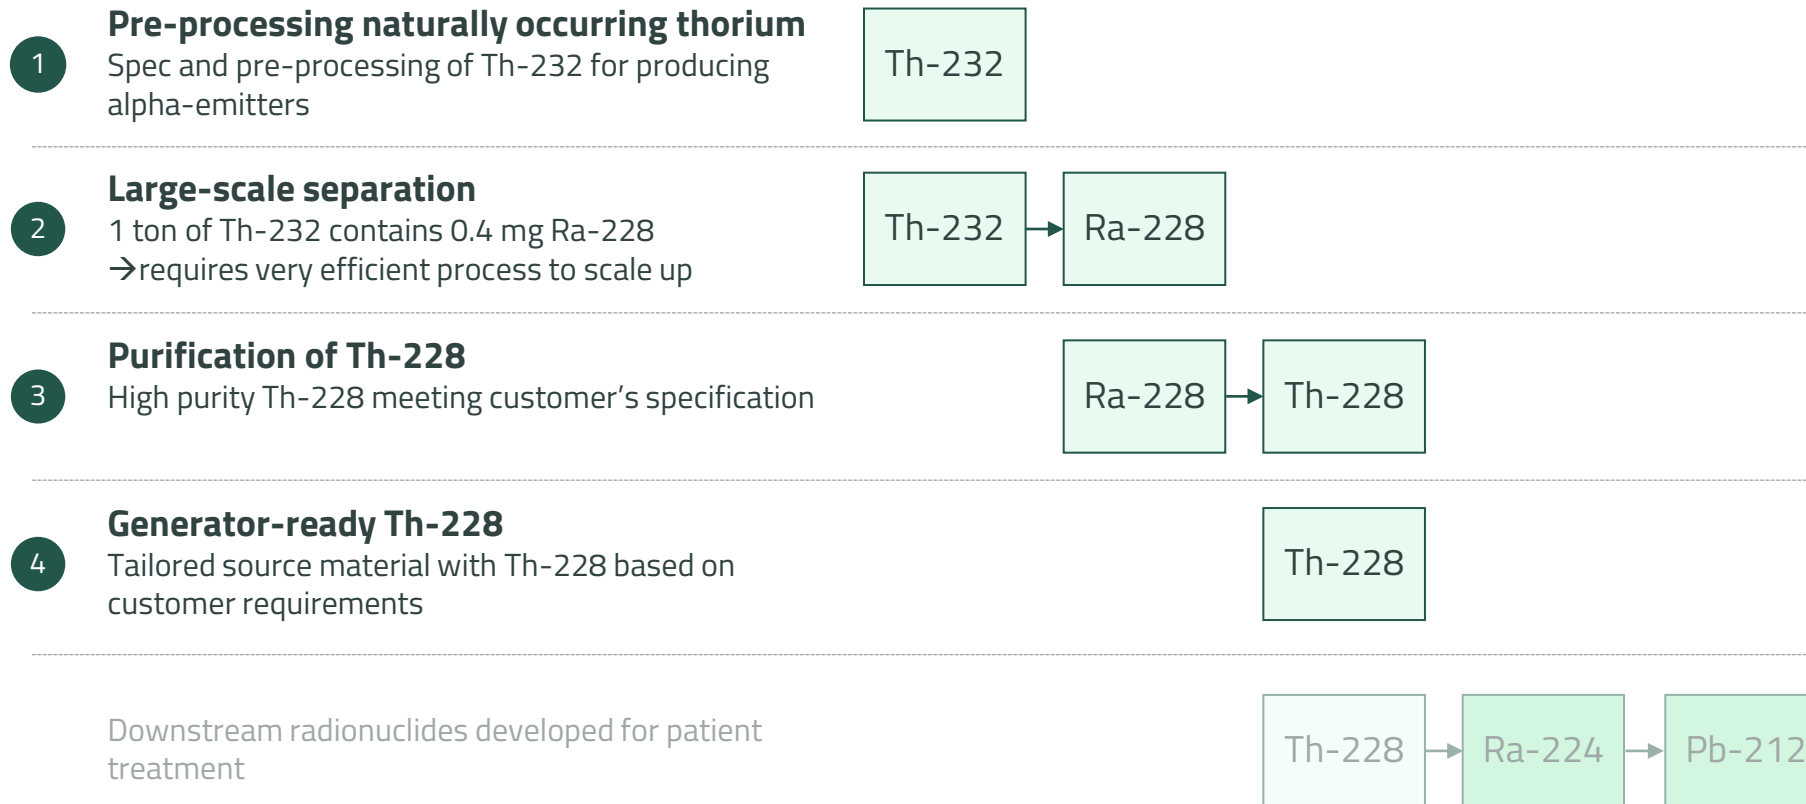 Pre-processing naturally occurring thorium
1
Spec and pre-processing of Th-232 for producing
alpha-emitters
Th-232
Large-scale separation
2
1 ton of Th-232 contains 0.4 mg Ra-228
→requires very efficient process to scale up
Th-232
Ra-228
Purification of Th-228
3
High purity Th-228 meeting customer’s specification
Ra-228
Th-228
Generator-ready Th-228
4
Tailored source material with Th-228 based on
customer requirements
Th-228
Downstream radionuclides developed for patient
treatment
Th-228
Ra-224
Pb-212